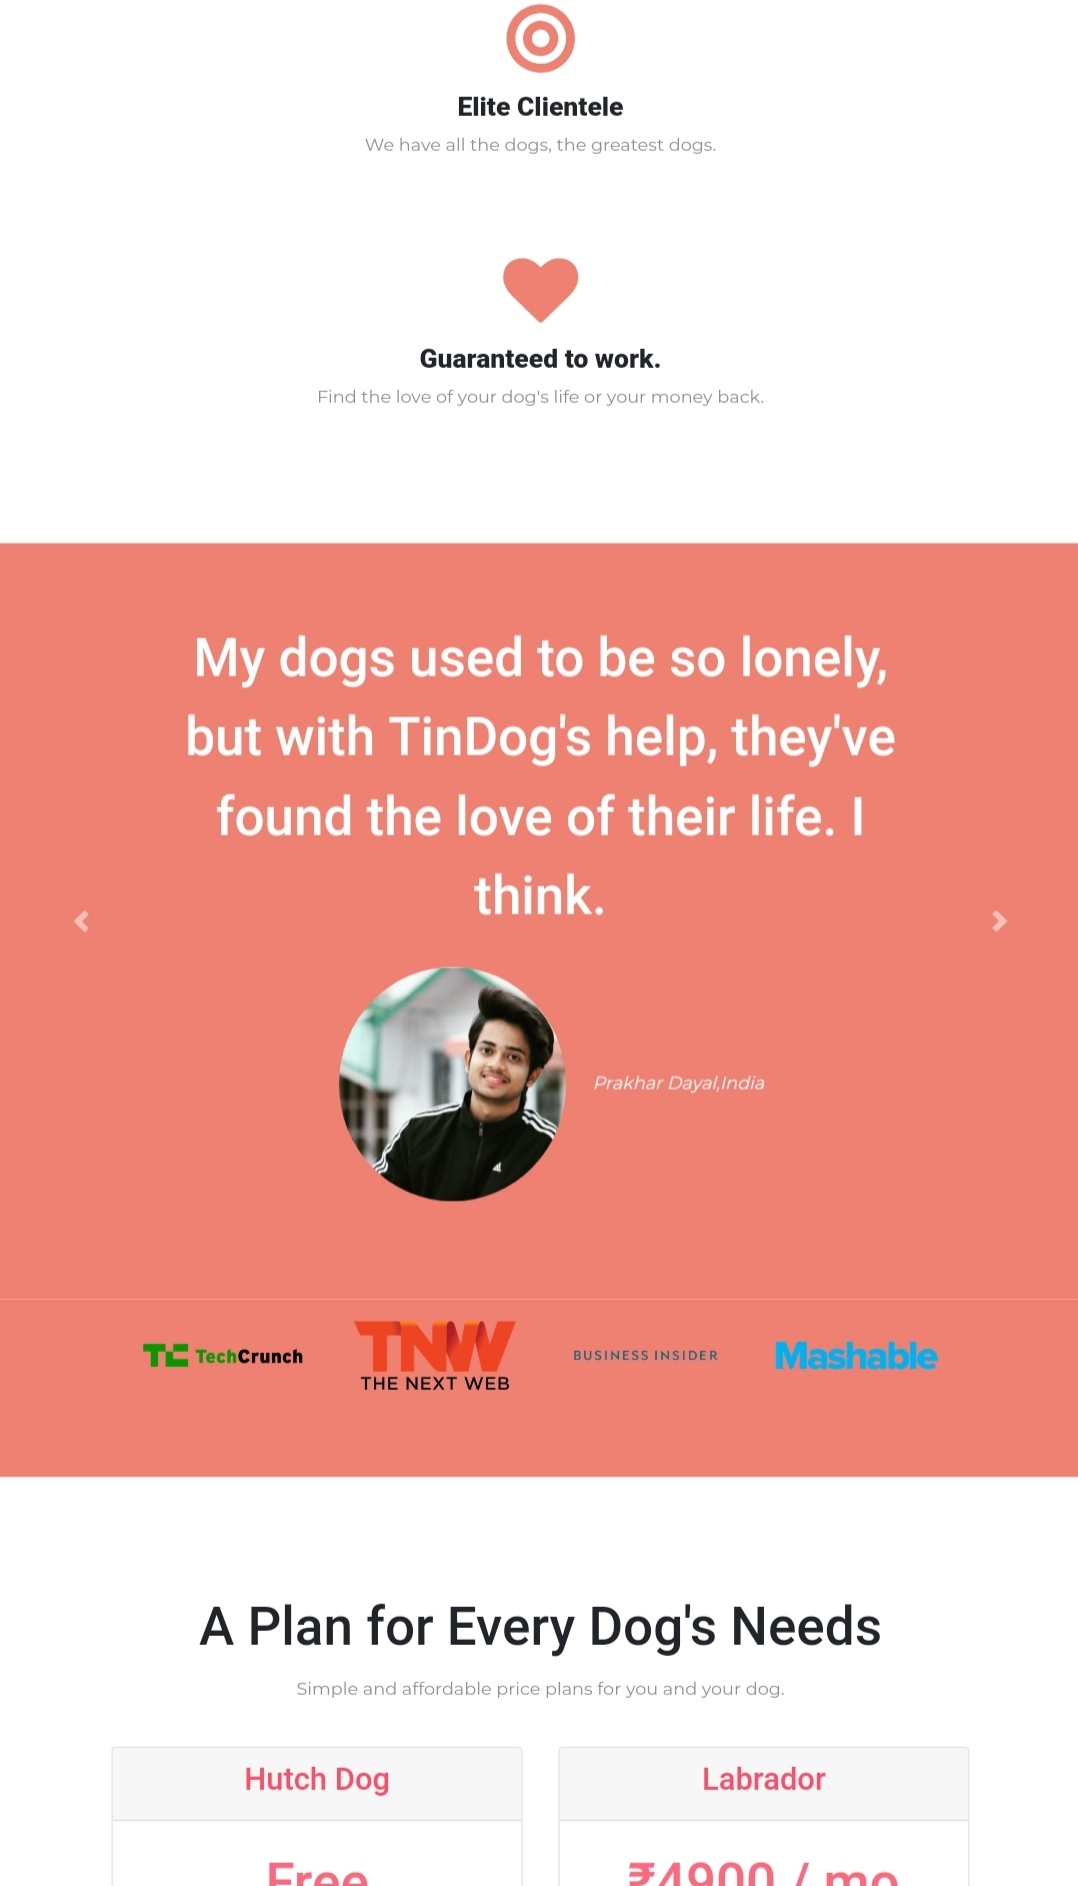 Elite Clientele
We have all the dogs, the greatest dogs.
Guaranteed to work.
Find the love of your dog's life or your money back.
My dogs used to be so lonely,
but with TinDog's help, they've
found the love of their life. I
think.
Prakhar Dayal,India
TC TechCrunch
TNW
THE NEXT WEB
BUSINESS INSIDER
Mashable
A Plan for Every Dog's Needs
Simple and affordable price plans for you and your dog.
Hutch Dog
Labrador
Free
₹4900 / mo